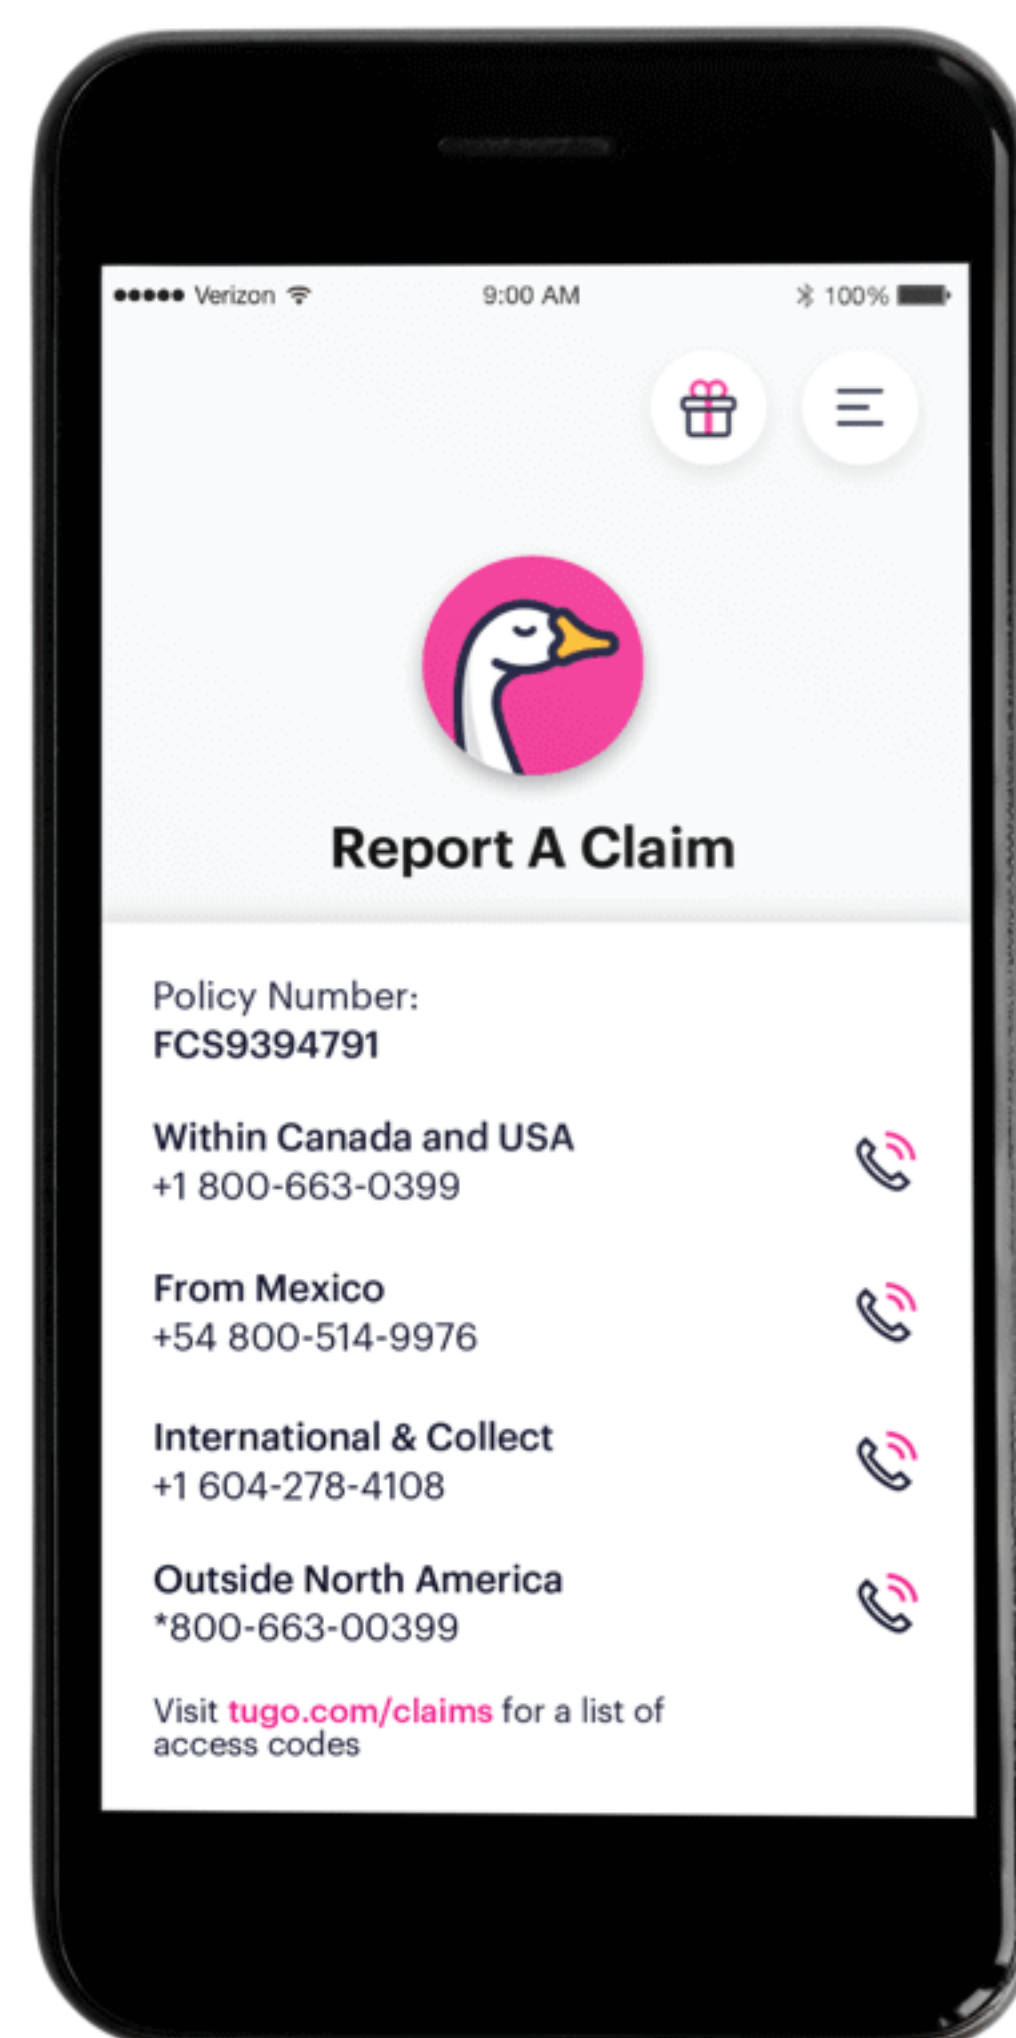 Verizon 9:00 AM 100%
Report A Claim
Policy Number:
FCS9394791
Within Canada and USA
+1 800-663-0399
From Mexico
+54 800-514-9976
International & Collect
+1 604-278-4108
Outside North America
*800-663-00399
Visit tugo.com/claims for a list of
access codes